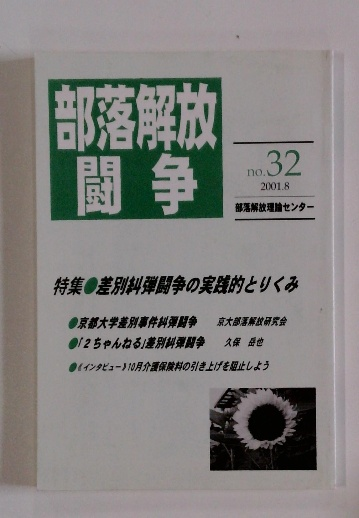 部落解放
闘争
no.32
2001.8
部落解放理論センター
特集●差別糾弾闘争の実践的とりくみ
●京都大学差別事件糾弾闘争 京大部落解放研究会
●「2ちゃんねる」差別糾弾闘争 久保 岳也
●《インタビュー》10月介護保険料の引き上げを阻止しよう